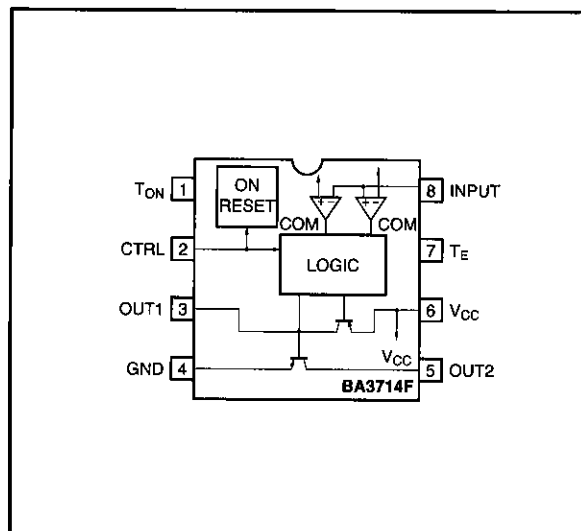 TON 1
ON
RESET
8 INPUT
COM
COM
CTRL 2
LOGIC
7 TE
OUT1 3
6 VCC
VCC
GND 4
5 OUT2
BA3714F